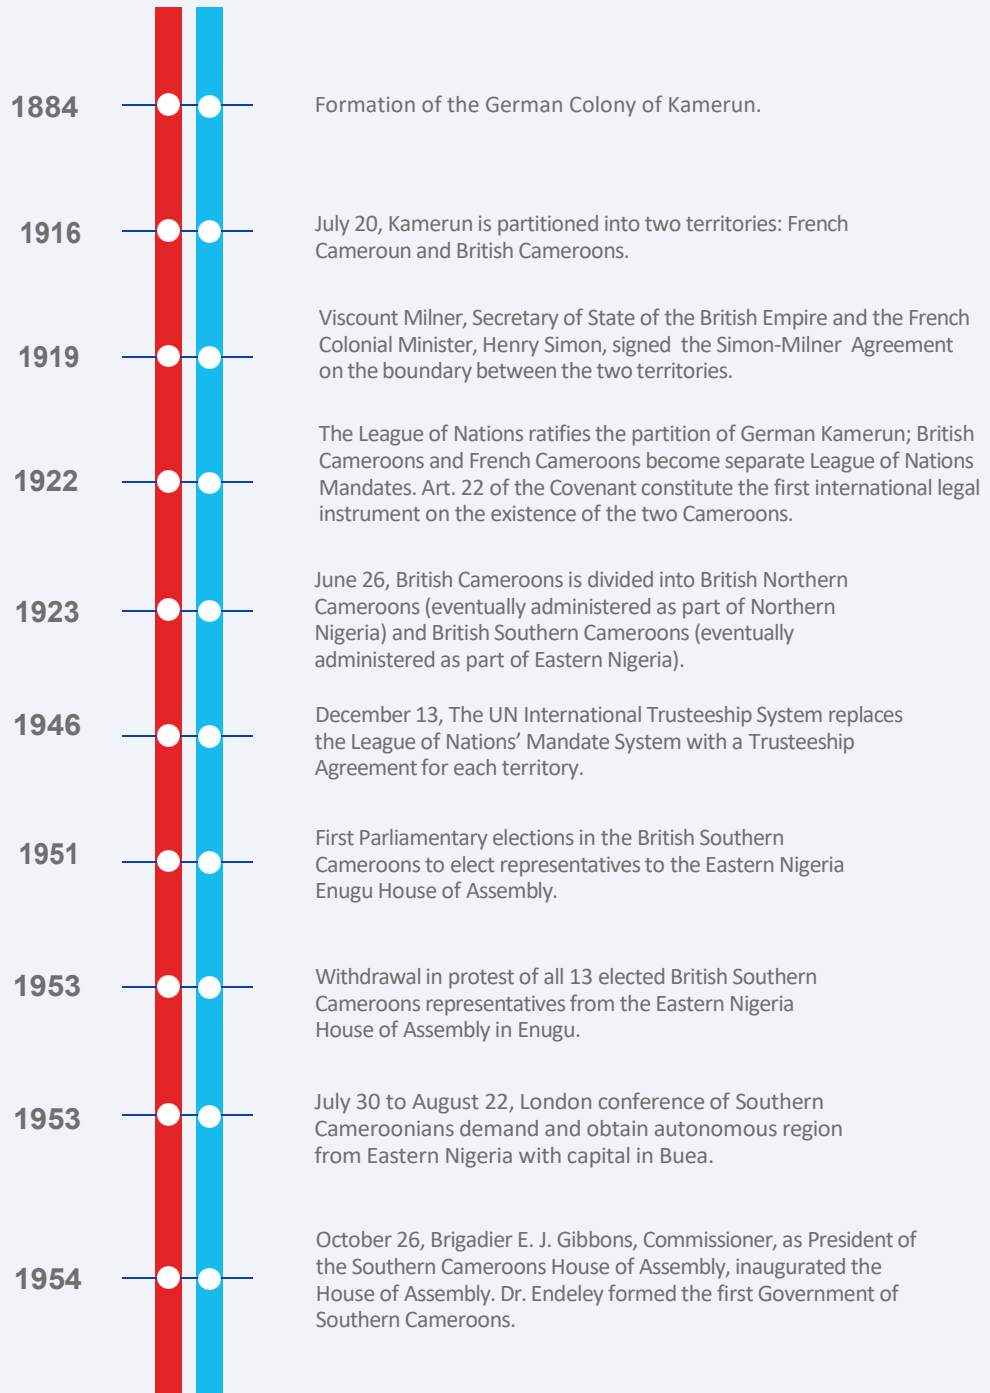 1884
Formation of the German Colony of Kamerun.
1916
July 20, Kamerun is partitioned into two territories: French
Cameroun and British Cameroons.
1919
Viscount Milner, Secretary of State of the British Empire and the French
Colonial Minister, Henry Simon, signed the Simon-Milner Agreement
on the boundary between the two territories.
1922
The League of Nations ratifies the partition of German Kamerun; British
Cameroons and French Cameroons become separate League of Nations
Mandates. Art. 22 of the Covenant constitute the first international legal
instrument on the existence of the two Cameroons.
1923
June 26, British Cameroons is divided into British Northern
Cameroons (eventually administered as part of Northern
Nigeria) and British Southern Cameroons (eventually
administered as part of Eastern Nigeria).
1946
December 13, The UN International Trusteeship System replaces
the League of Nations’ Mandate System with a Trusteeship
Agreement for each territory.
1951
First Parliamentary elections in the British Southern
Cameroons to elect representatives to the Eastern Nigeria
Enugu House of Assembly.
1953
Withdrawal in protest of all 13 elected British Southern
Cameroons representatives from the Eastern Nigeria
House of Assembly in Enugu.
1953
July 30 to August 22, London conference of Southern
Cameroonians demand and obtain autonomous region
from Eastern Nigeria with capital in Buea.
1954
October 26, Brigadier E. J. Gibbons, Commissioner, as President of
the Southern Cameroons House of Assembly, inaugurated the
House of Assembly. Dr. Endeley formed the first Government of
Southern Cameroons.